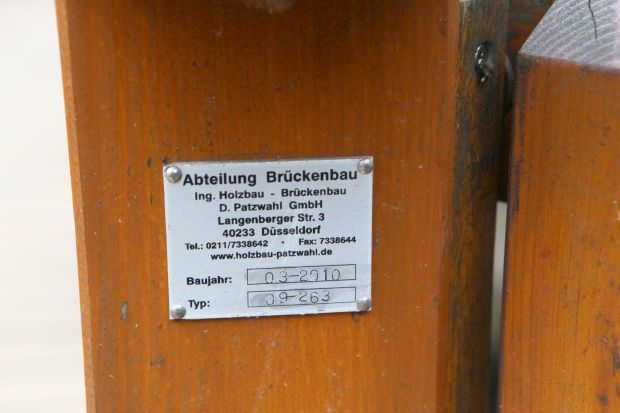 Abteilung Brückenbau
Ing. Holzbau - Brückenbau
D. Patzwahl GmbH
Langenberger Str. 3
40233 Düsseldorf
Tel.: 0211/7338642 • Fax: 7338644
www.holzbau-patzwahl.de
Baujahr: 03-2010
Typ: 09-263